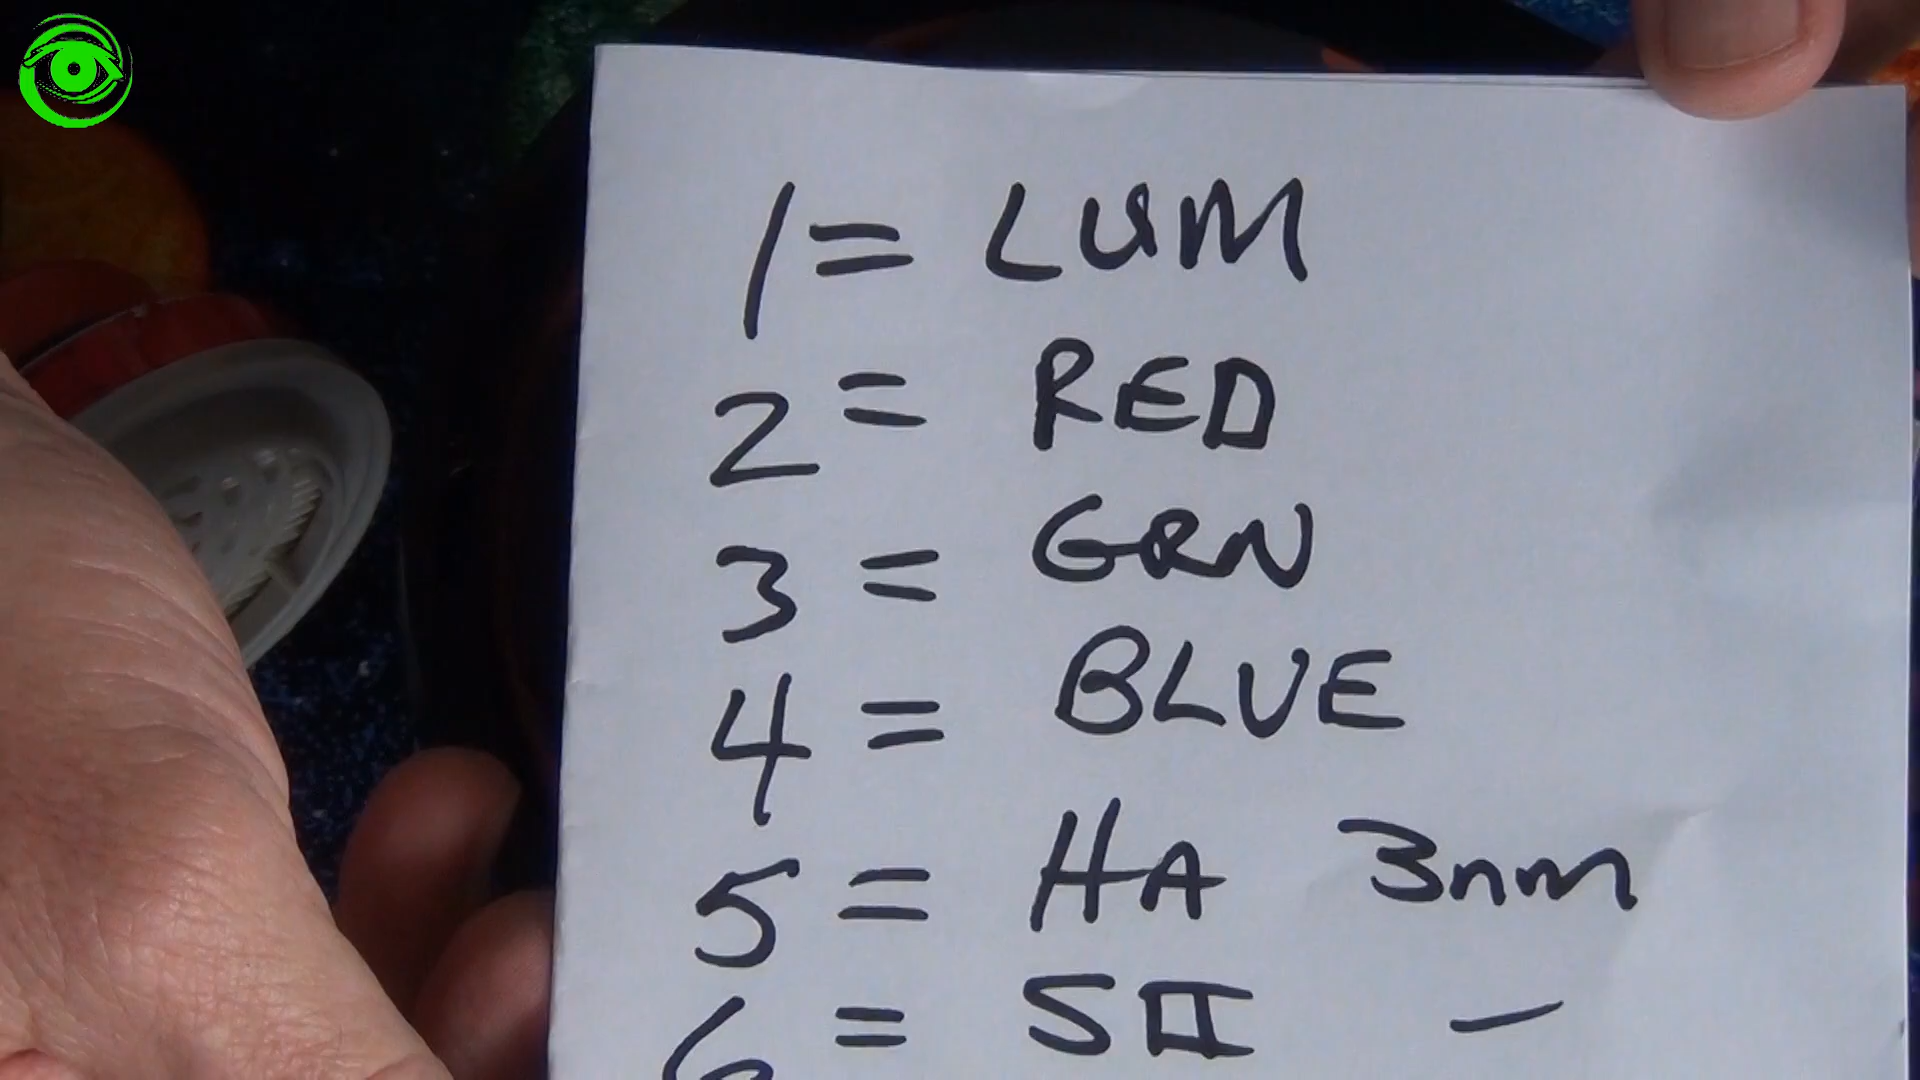 1 = LUM
2 = RED
3 = GRN
4 = BLUE
5 = HA 3nm
6 = SII –